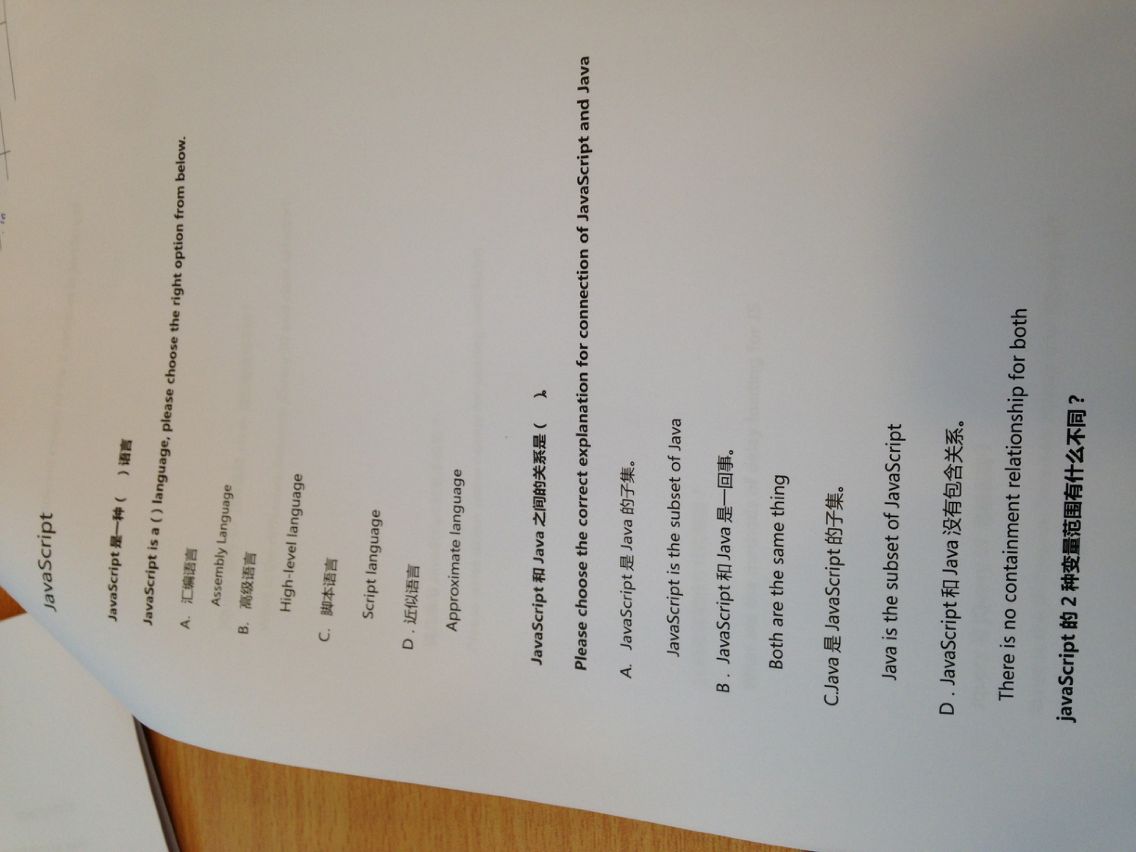 JavaScript
JavaScript 是一种 ( ) 语言
JavaScript is a ( ) language, please choose the right option from below.
A. 汇编语言
Assembly Language
B. 高级语言
High-level language
C. 脚本语言
Script language
D . 近似语言
Approximate language
JavaScript 和 Java 之间的关系是 ( )。
Please choose the correct explanation for connection of JavaScript and Java
A. JavaScript 是 Java 的子集。
JavaScript is the subset of Java
B . JavaScript 和 Java 是一回事。
Both are the same thing
C.Java 是 JavaScript 的子集。
Java is the subset of JavaScript
D . JavaScript 和 Java 没有包含关系。
There is no containment relationship for both
javaScript 的 2 种变量范围有什么不同？